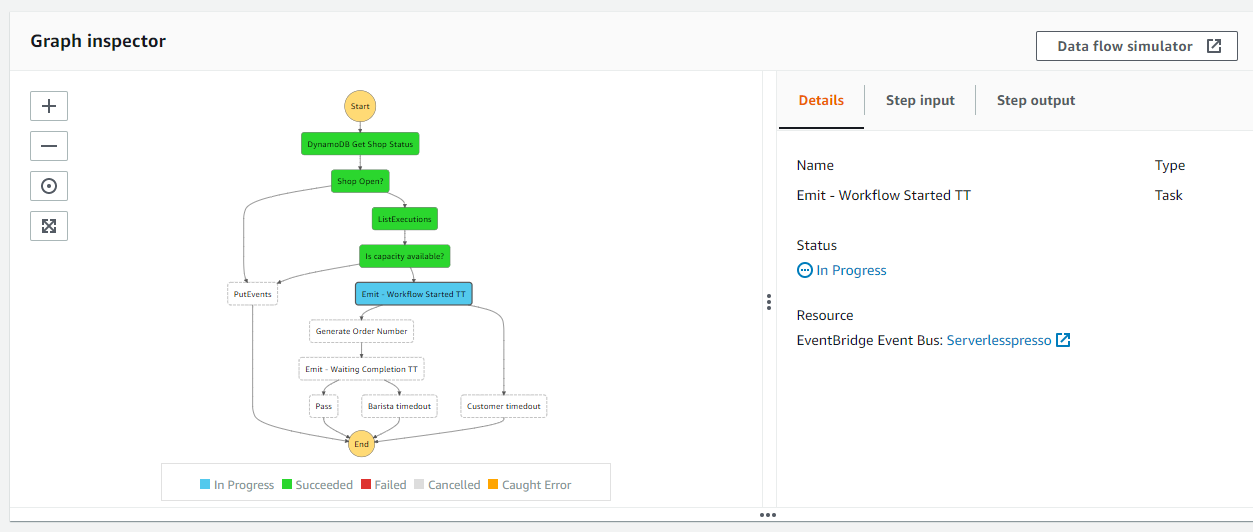 Graph inspector
Data flow simulator
Start
DynamoDB Get Shop Status
Shop Open?
ListExecutions
Is capacity available?
PutEvents
Emit - Workflow Started TT
Generate Order Number
Emit - Waiting Completion TT
Pass
Barista timedout
Customer timedout
End
In Progress
Succeeded
Failed
Cancelled
Caught Error
Details
Step input
Step output
Name
Type
Emit - Workflow Started TT
Task
Status
In Progress
Resource
EventBridge Event Bus: Serverlesspresso